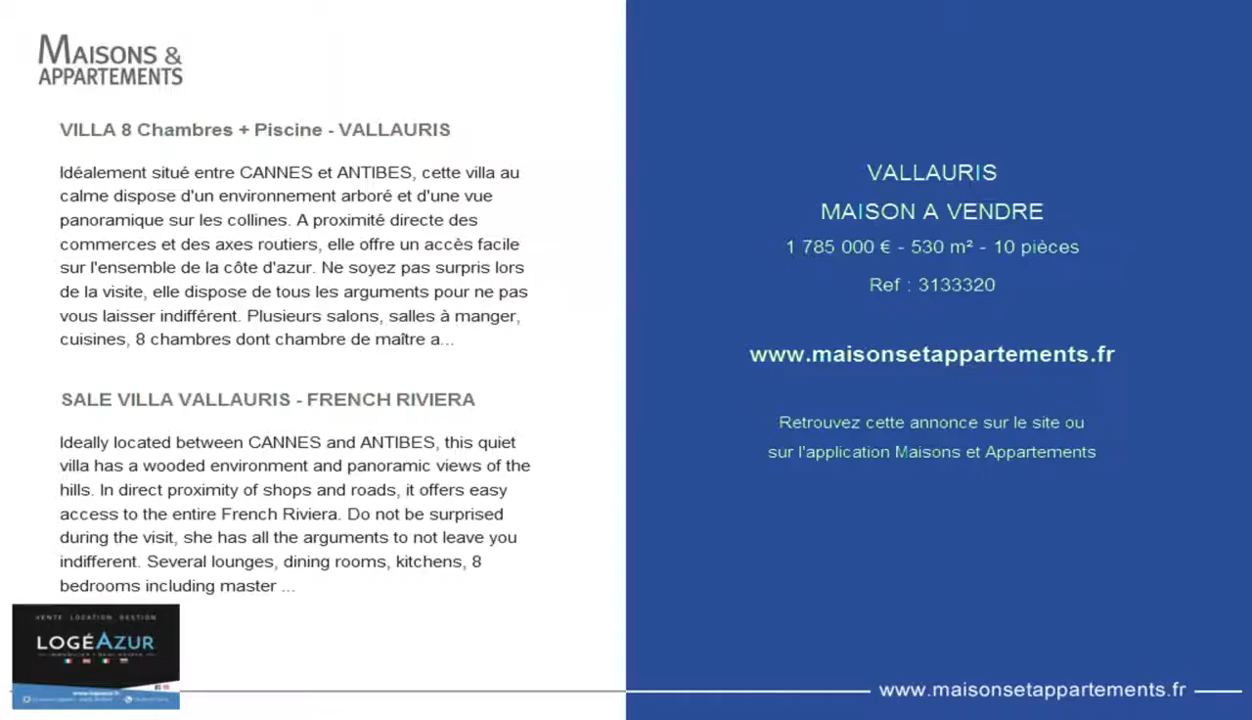 MAISONS &
APPARTEMENTS
VILLA 8 Chambres + Piscine - VALLAURIS
Idéalement situé entre CANNES et ANTIBES, cette villa au
calme dispose d'un environnement arboré et d'une vue
panoramique sur les collines. A proximité directe des
commerces et des axes routiers, elle offre un accès facile
sur l'ensemble de la côte d'azur. Ne soyez pas surpris lors
de la visite, elle dispose de tous les arguments pour ne pas
vous laisser indifférent. Plusieurs salons, salles à manger,
cuisines, 8 chambres dont chambre de maître a...
SALE VILLA VALLAURIS - FRENCH RIVIERA
Ideally located between CANNES and ANTIBES, this quiet
villa has a wooded environment and panoramic views of the
hills. In direct proximity of shops and roads, it offers easy
access to the entire French Riviera. Do not be surprised
during the visit, she has all the arguments to not leave you
indifferent. Several lounges, dining rooms, kitchens, 8
bedrooms including master ...
VENTE LOCATION GESTION
LOGÉAZUR
VALLAURIS
MAISON A VENDRE
1 785 000 € - 530 m² - 10 pièces
Ref : 3133320
www.maisonsetappartements.fr
Retrouvez cette annonce sur le site ou
sur l'application Maisons et Appartements
www.maisonsetappartements.fr